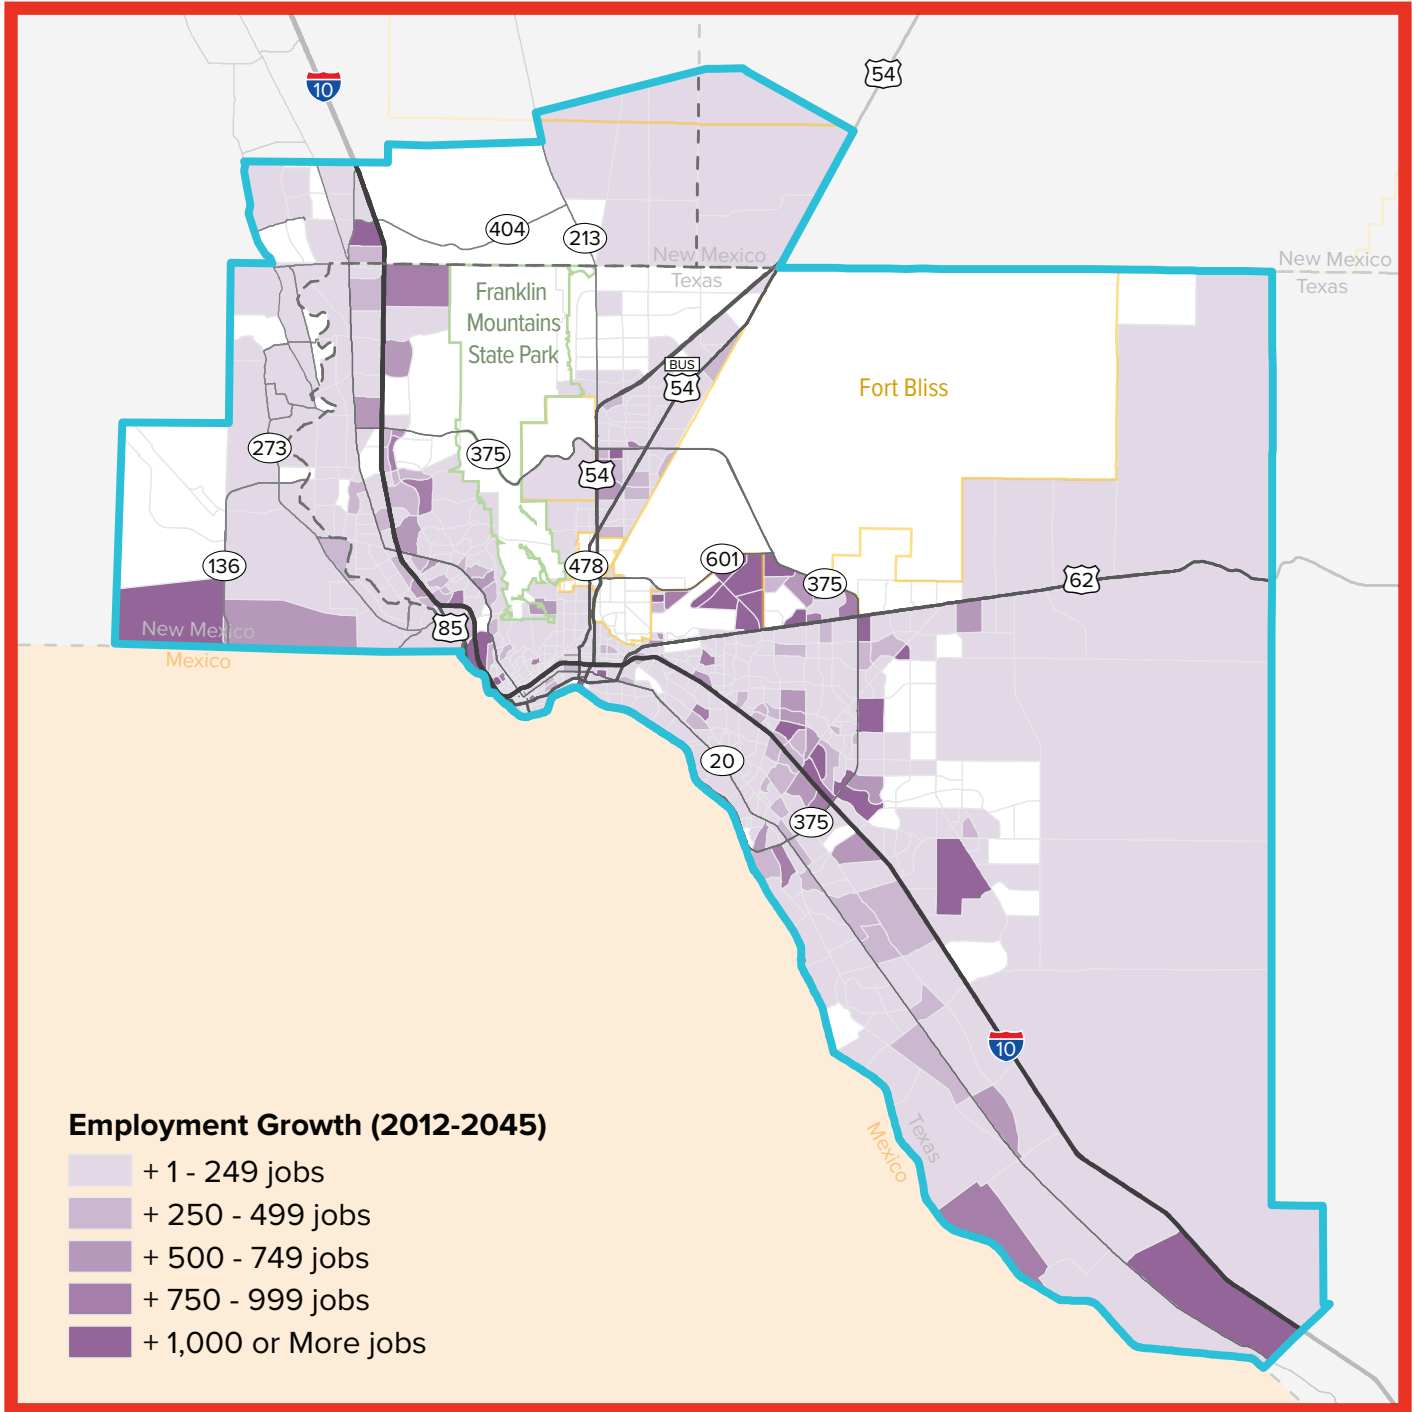 54
10
404
213
New Mexico
Texas
New Mexico
Texas
Franklin
Mountains
State Park
BUS
54
Fort Bliss
273
375
54
136
478
601
375
62
85
New Mexico
Mexico
20
375
10
Texas
Mexico
Employment Growth (2012-2045)
+ 1 - 249 jobs
+ 250 - 499 jobs
+ 500 - 749 jobs
+ 750 - 999 jobs
+ 1,000 or More jobs